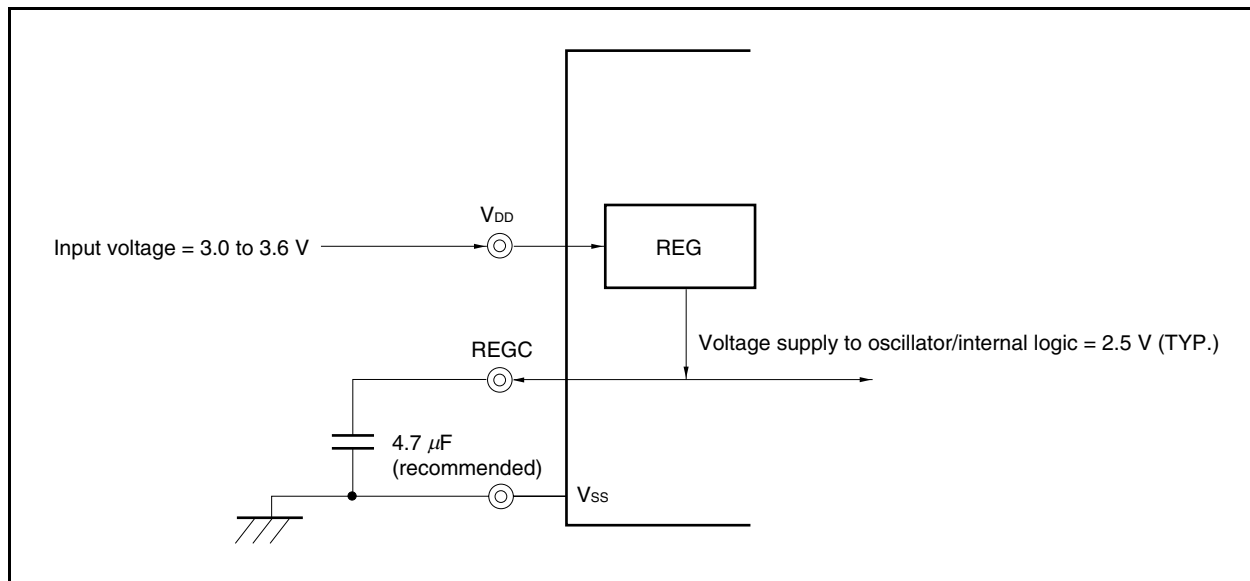 VDD
Input voltage = 3.0 to 3.6 V
REG
REGC
Voltage supply to oscillator/internal logic = 2.5 V (TYP.)
4.7 μF
(recommended)
VSS